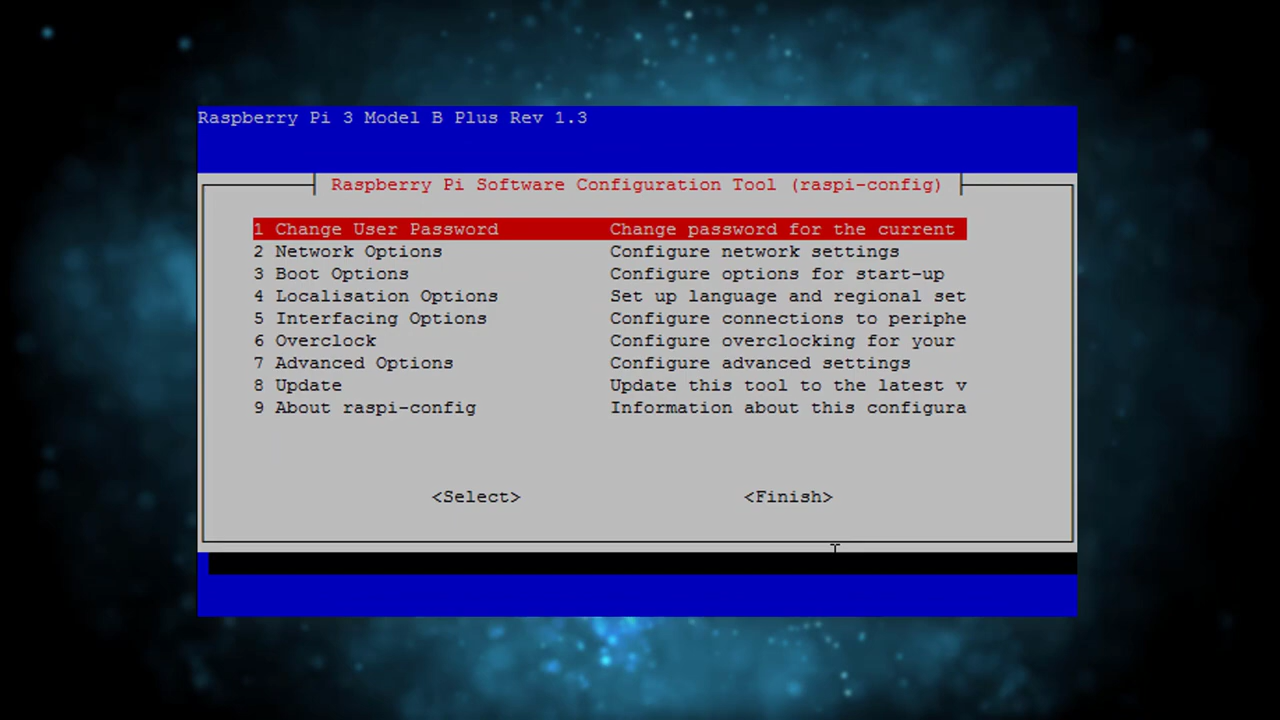 Raspberry Pi 3 Model B Plus Rev 1.3
Raspberry Pi Software Configuration Tool (raspi-config)
1 Change User Password Change password for the current
2 Network Options Configure network settings
3 Boot Options Configure options for start-up
4 Localisation Options Set up language and regional set
5 Interfacing Options Configure connections to periphe
6 Overclock Configure overclocking for your
7 Advanced Options Configure advanced settings
8 Update Update this tool to the latest v
9 About raspi-config Information about this configura
<Select> <Finish>